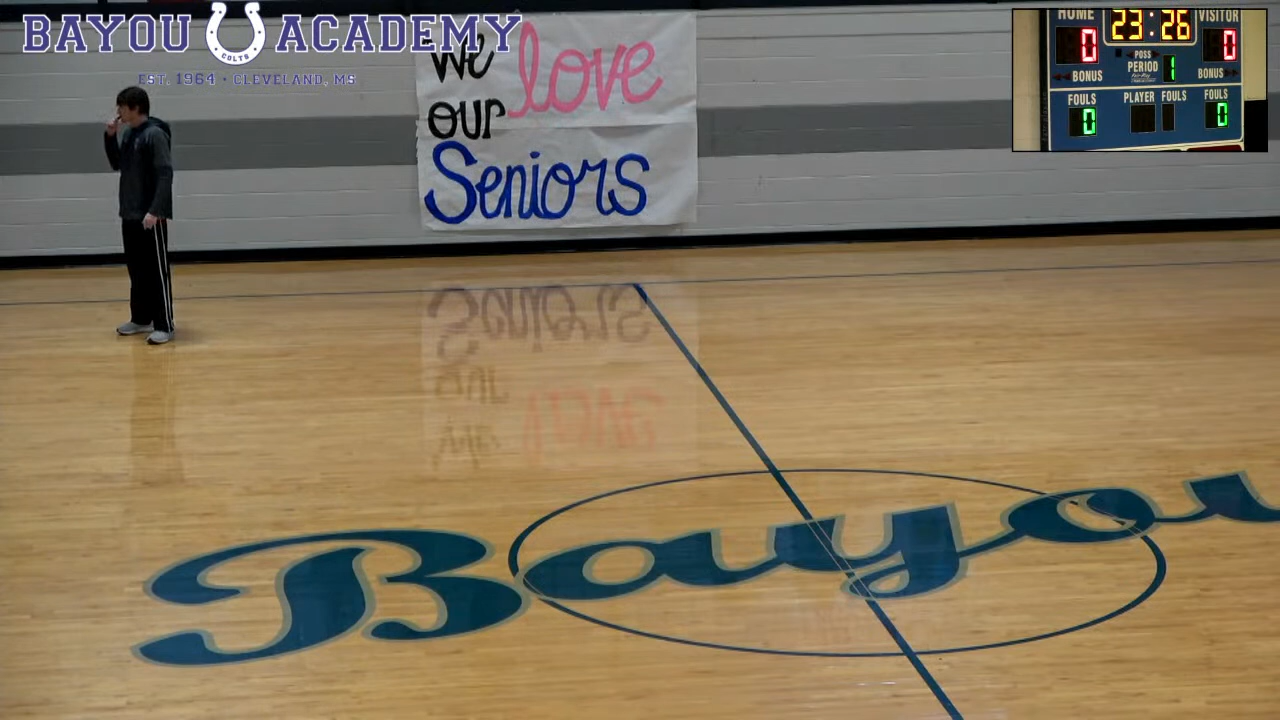 BAYOU ACADEMY
COLTS
EST. 1964 • CLEVELAND, MS
we love
our
Seniors
HOME 23:26 VISITOR
0 0
POSS
PERIOD 1
BONUS BONUS
FOULS PLAYER FOULS FOULS
0 0
Bayou